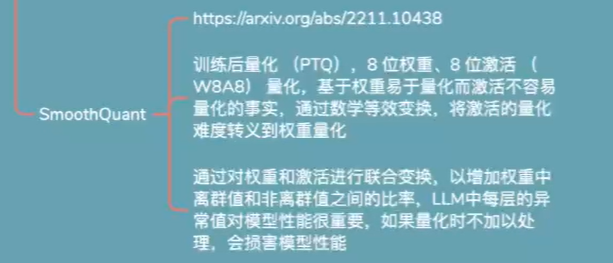 https://arxiv.org/abs/2211.10438
训练后量化 （PTQ），8 位权重、8 位激活 （
W8A8） 量化，基于权重易于量化而激活不容易
量化的事实，通过数学等效变换，将激活的量化
难度转义到权重量化
SmoothQuant
通过对权重和激活进行联合变换，以增加权重中
离群值和非离群值之间的比率，LLM中每层的异
常值对模型性能很重要，如果量化时不加以处
理，会损害模型性能